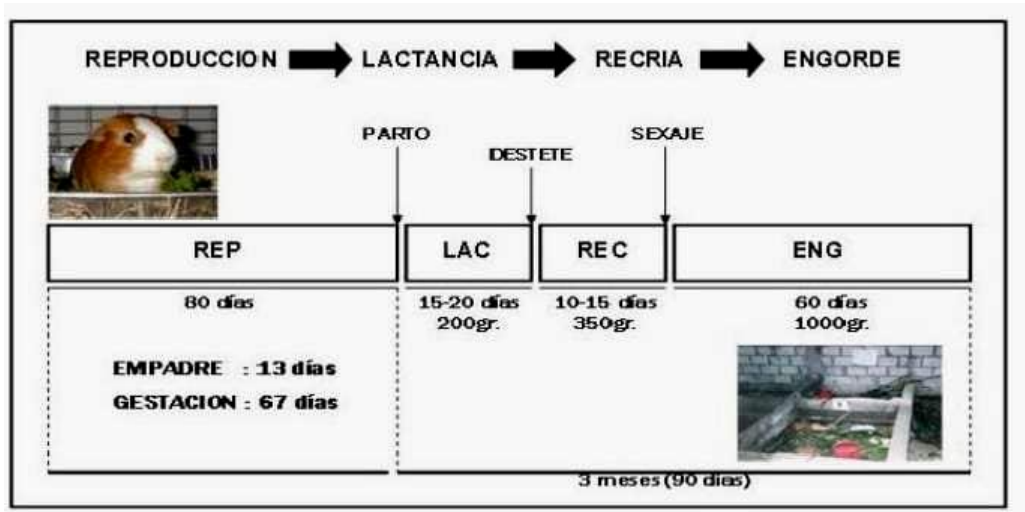 REPRODUCCION LACTANCIA RECRIA ENGORDE
PARTO
DESTETE
SEXAJE
REP
LAC
REC
ENG
80 días
15-20 días
200gr.
10-15 días
350gr.
60 días
1000gr.
EMPADRE : 13 días
GESTACION : 67 días
3 meses (90 dias)